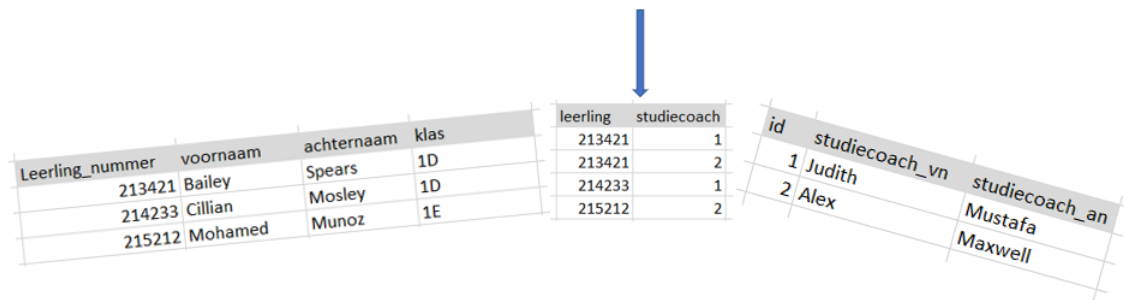 Leerling_nummer voornaam achternaam klas
213421 Bailey Spears 1D
214233 Cillian Mosley 1D
215212 Mohamed Munoz 1E
leerling studiecoach
213421 1
213421 2
214233 1
215212 2
id studiecoach_vn studiecoach_an
1 Judith Mustafa
2 Alex Maxwell